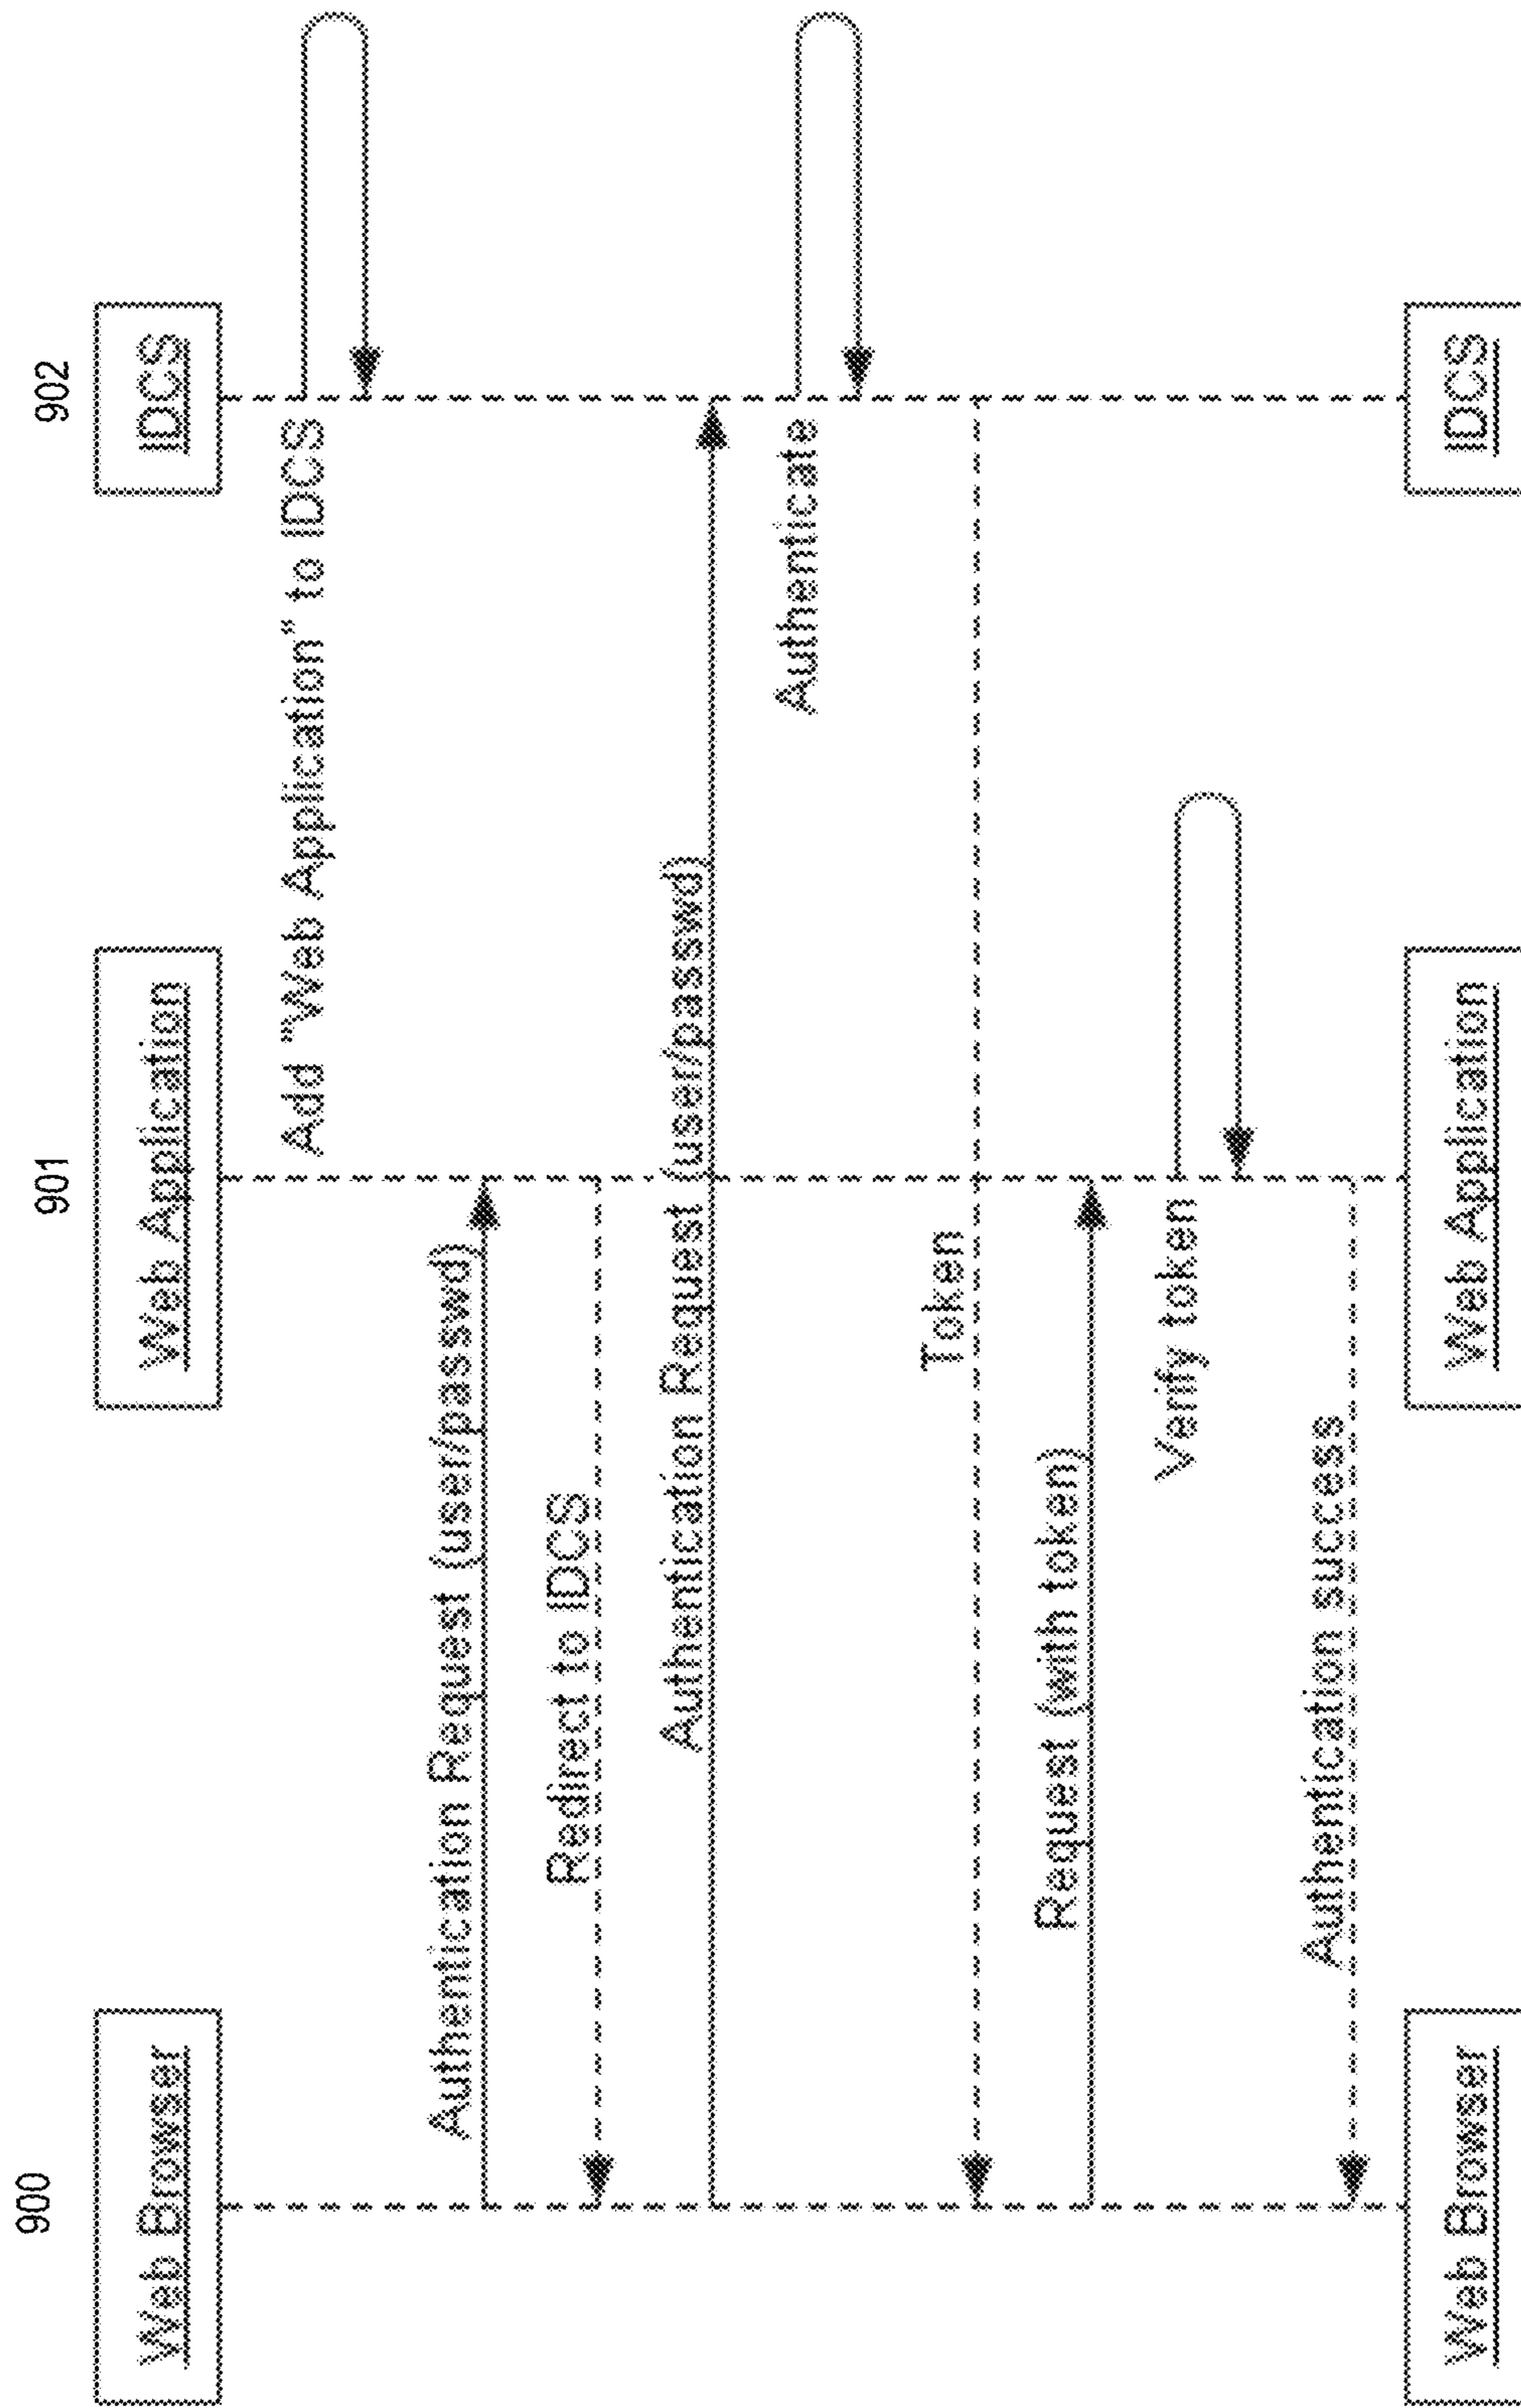 900
901
902
Web Browser
Web Application
IDCS
Add "Web Application" to IDCS
Authentication Request (user/passwd)
Redirect to IDCS
Authentication Request (user/passwd)
Authenticate
Token
Request (with token)
Verify token
Authentication success
Web Browser
Web Application
IDCS